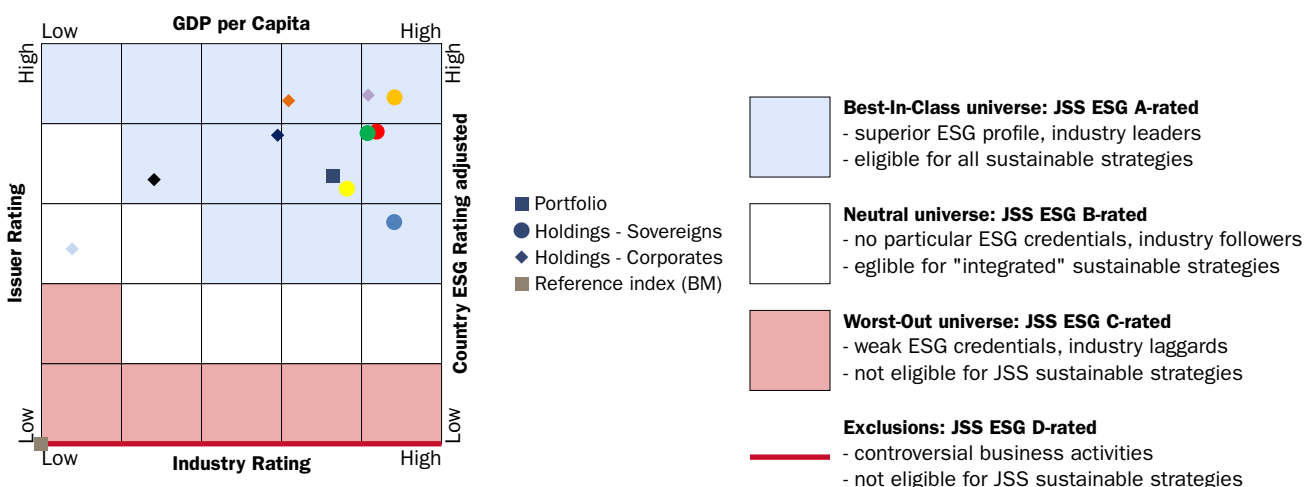 GDP per Capita
Low
High
High
High
Issuer Rating
Country ESG Rating adjusted
Low
Low
Low
High
Industry Rating
Portfolio
Holdings - Sovereigns
Holdings - Corporates
Reference index (BM)
Best-In-Class universe: JSS ESG A-rated
- superior ESG profile, industry leaders
- eligible for all sustainable strategies
Neutral universe: JSS ESG B-rated
- no particular ESG credentials, industry followers
- eglible for "integrated" sustainable strategies
Worst-Out universe: JSS ESG C-rated
- weak ESG credentials, industry laggards
- not eligible for JSS sustainable strategies
Exclusions: JSS ESG D-rated
- controversial business activities
- not eligible for JSS sustainable strategies